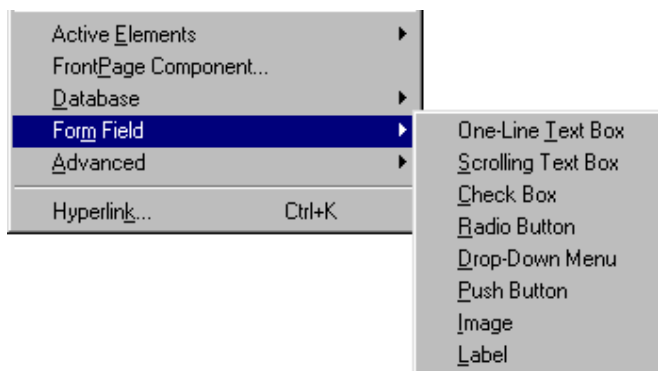 Active Elements
FrontPage Component...
Database
Form Field
Advanced
Hyperlink... Ctrl+K
One-Line Text Box
Scrolling Text Box
Check Box
Radio Button
Drop-Down Menu
Push Button
Image
Label